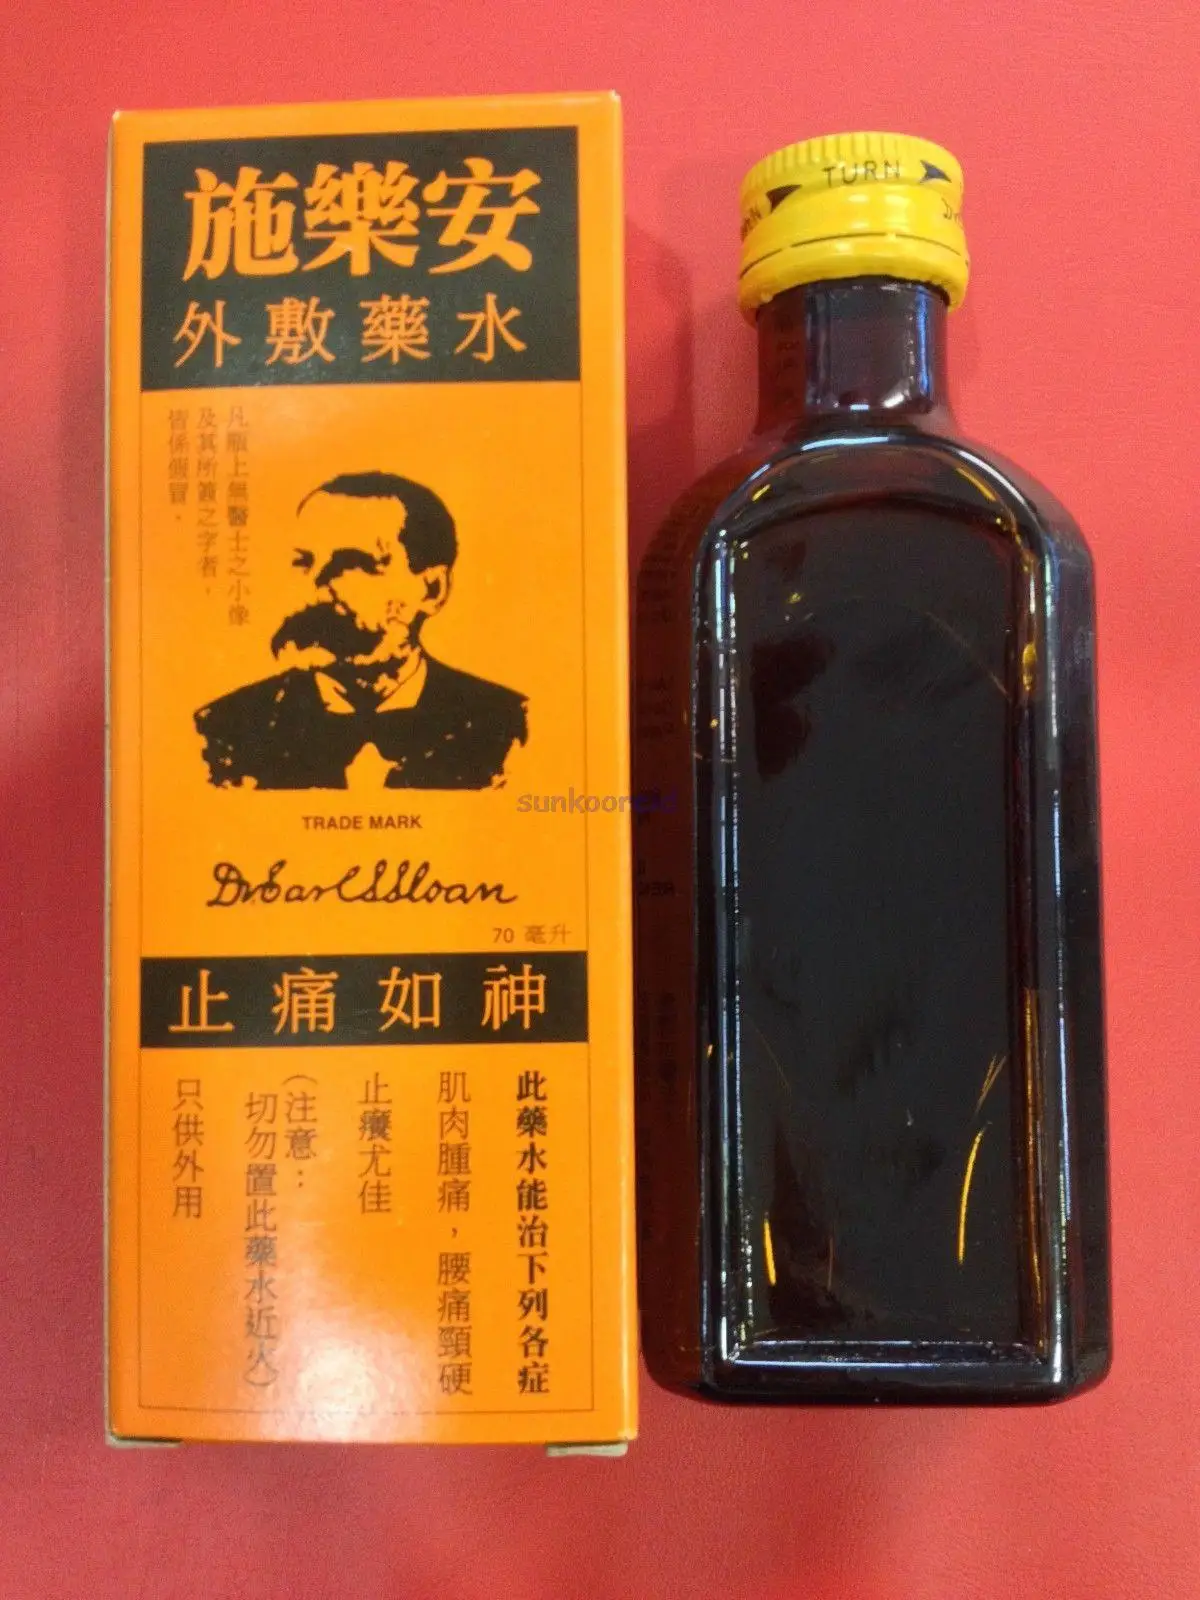 施樂安
外敷藥水
凡瓶上無醫士之小像
及其所簽之字者，
皆係假冒．
TRADE MARK
Dr. Earl S Sloan
70 毫升
止痛如神
此藥水能治下列各症
肌肉腫痛，腰痛頸硬
止癢尤佳
(注意：
切勿置此藥水近火)
只供外用
TURN